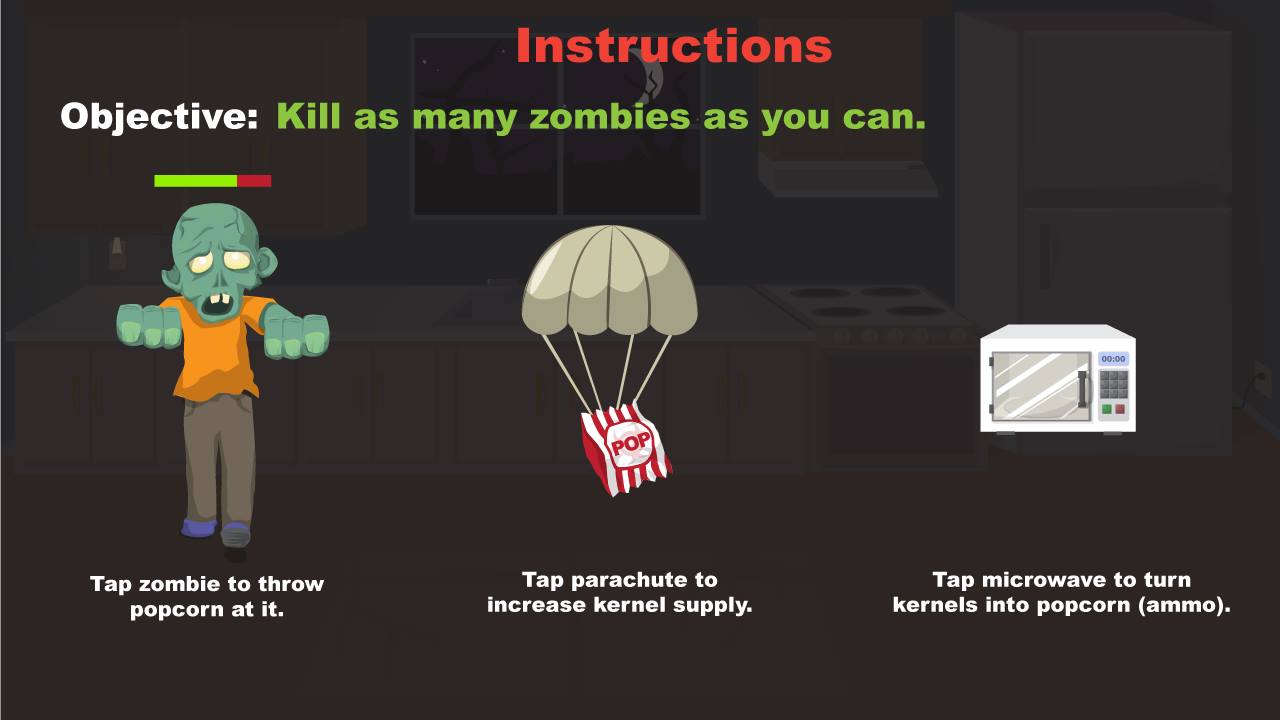 Instructions
Objective: Kill as many zombies as you can.
POP
00:00
Tap zombie to throw
popcorn at it.
Tap parachute to
increase kernel supply.
Tap microwave to turn
kernels into popcorn (ammo).